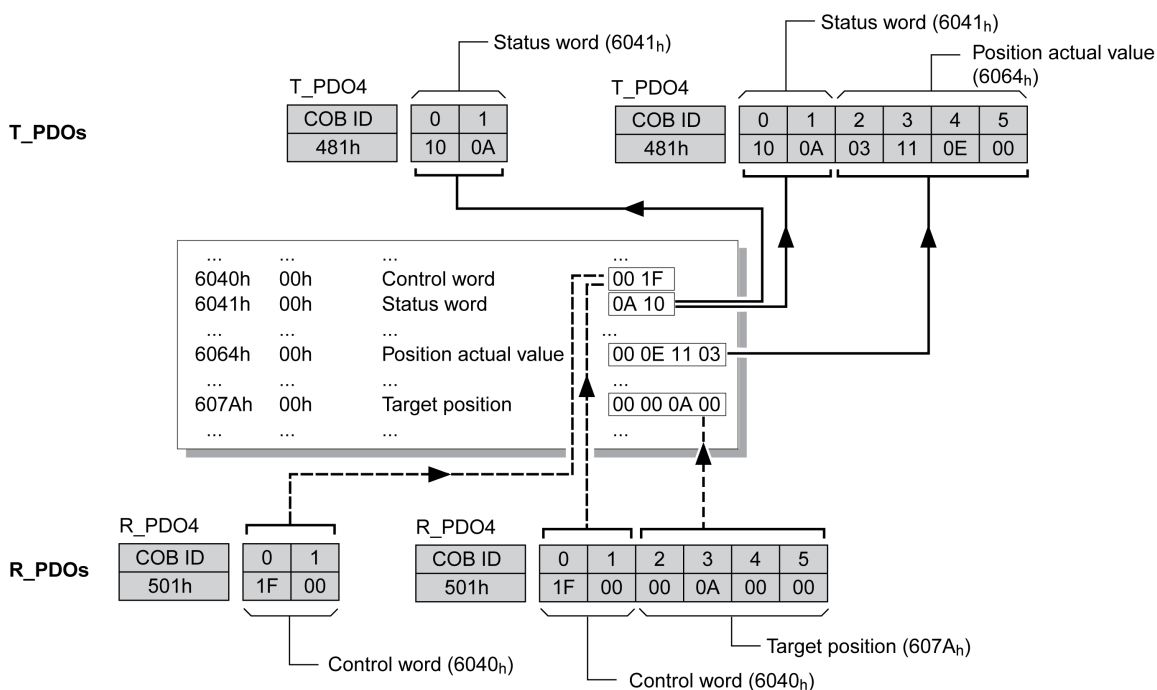 Status word (6041h)
Status word (6041h)
Position actual value
(6064h)
T_PDO4
T_PDO4
T_PDOs
COB ID 0 1
481h 10 0A
COB ID 0 1 2 3 4 5
481h 10 0A 03 11 0E 00
... ... ... ...
6040h 00h Control word 00 1F
6041h 00h Status word 0A 10
... ... ... ...
6064h 00h Position actual value 00 0E 11 03
... ... ... ...
607Ah 00h Target position 00 00 0A 00
... ... ... ...
R_PDO4
R_PDO4
R_PDOs
COB ID 0 1
501h 1F 00
COB ID 0 1 2 3 4 5
501h 1F 00 00 0A 00 00
Target position (607Ah)
Control word (6040h)
Control word (6040h)